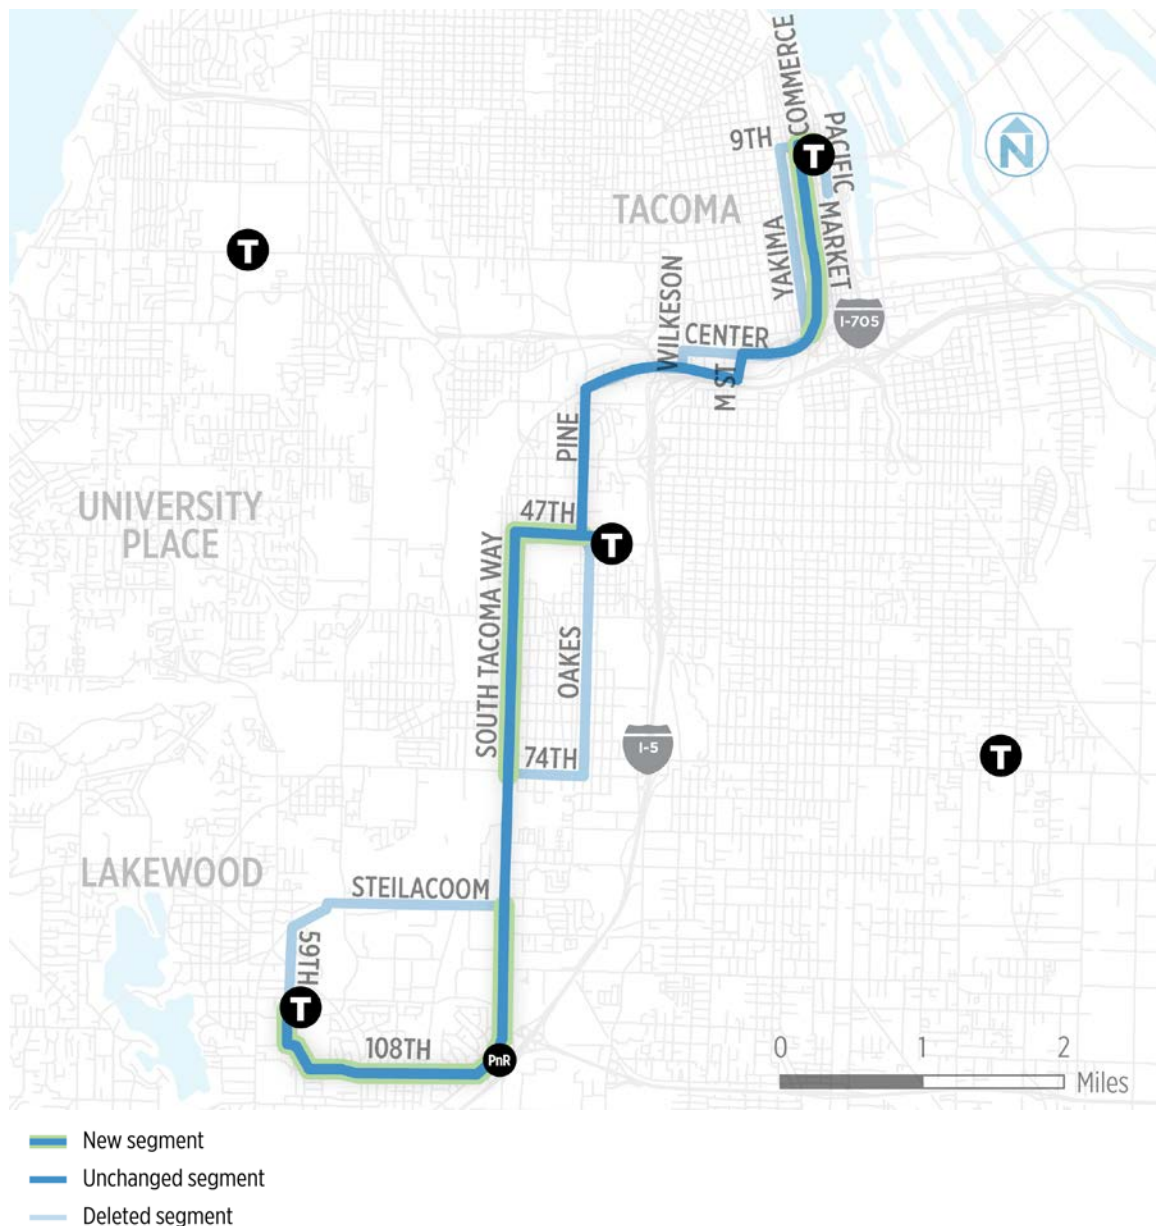 COMMERCE
9TH
T
PACIFIC
N
TACOMA
YAKIMA
MARKET
T
WILKESON
I-705
CENTER
M ST
PINE
UNIVERSITY
PLACE
47TH
T
SOUTH TACOMA WAY
OAKES
I-5
74TH
T
LAKEWOOD
STEILACOOM
59TH
T
108TH
PnR
0 1 2
Miles
New segment
Unchanged segment
Deleted segment